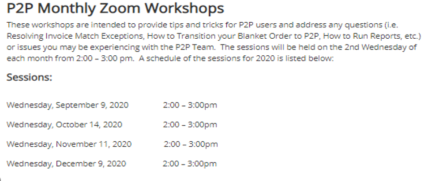 P2P Monthly Zoom Workshops
These workshops are intended to provide tips and tricks for P2P users and address any questions (i.e.
Resolving Invoice Match Exceptions, How to Transition your Blanket Order to P2P, How to Run Reports, etc.)
or issues you may be experiencing with the P2P Team.  The sessions will be held on the 2nd Wednesday of
each month from 2:00 – 3:00 pm.  A schedule of the sessions for 2020 is listed below:
Sessions:
Wednesday, September 9, 2020 2:00 – 3:00pm
Wednesday, October 14, 2020 2:00 – 3:00pm
Wednesday, November 11, 2020 2:00 – 3:00pm
Wednesday, December 9, 2020 2:00 – 3:00pm